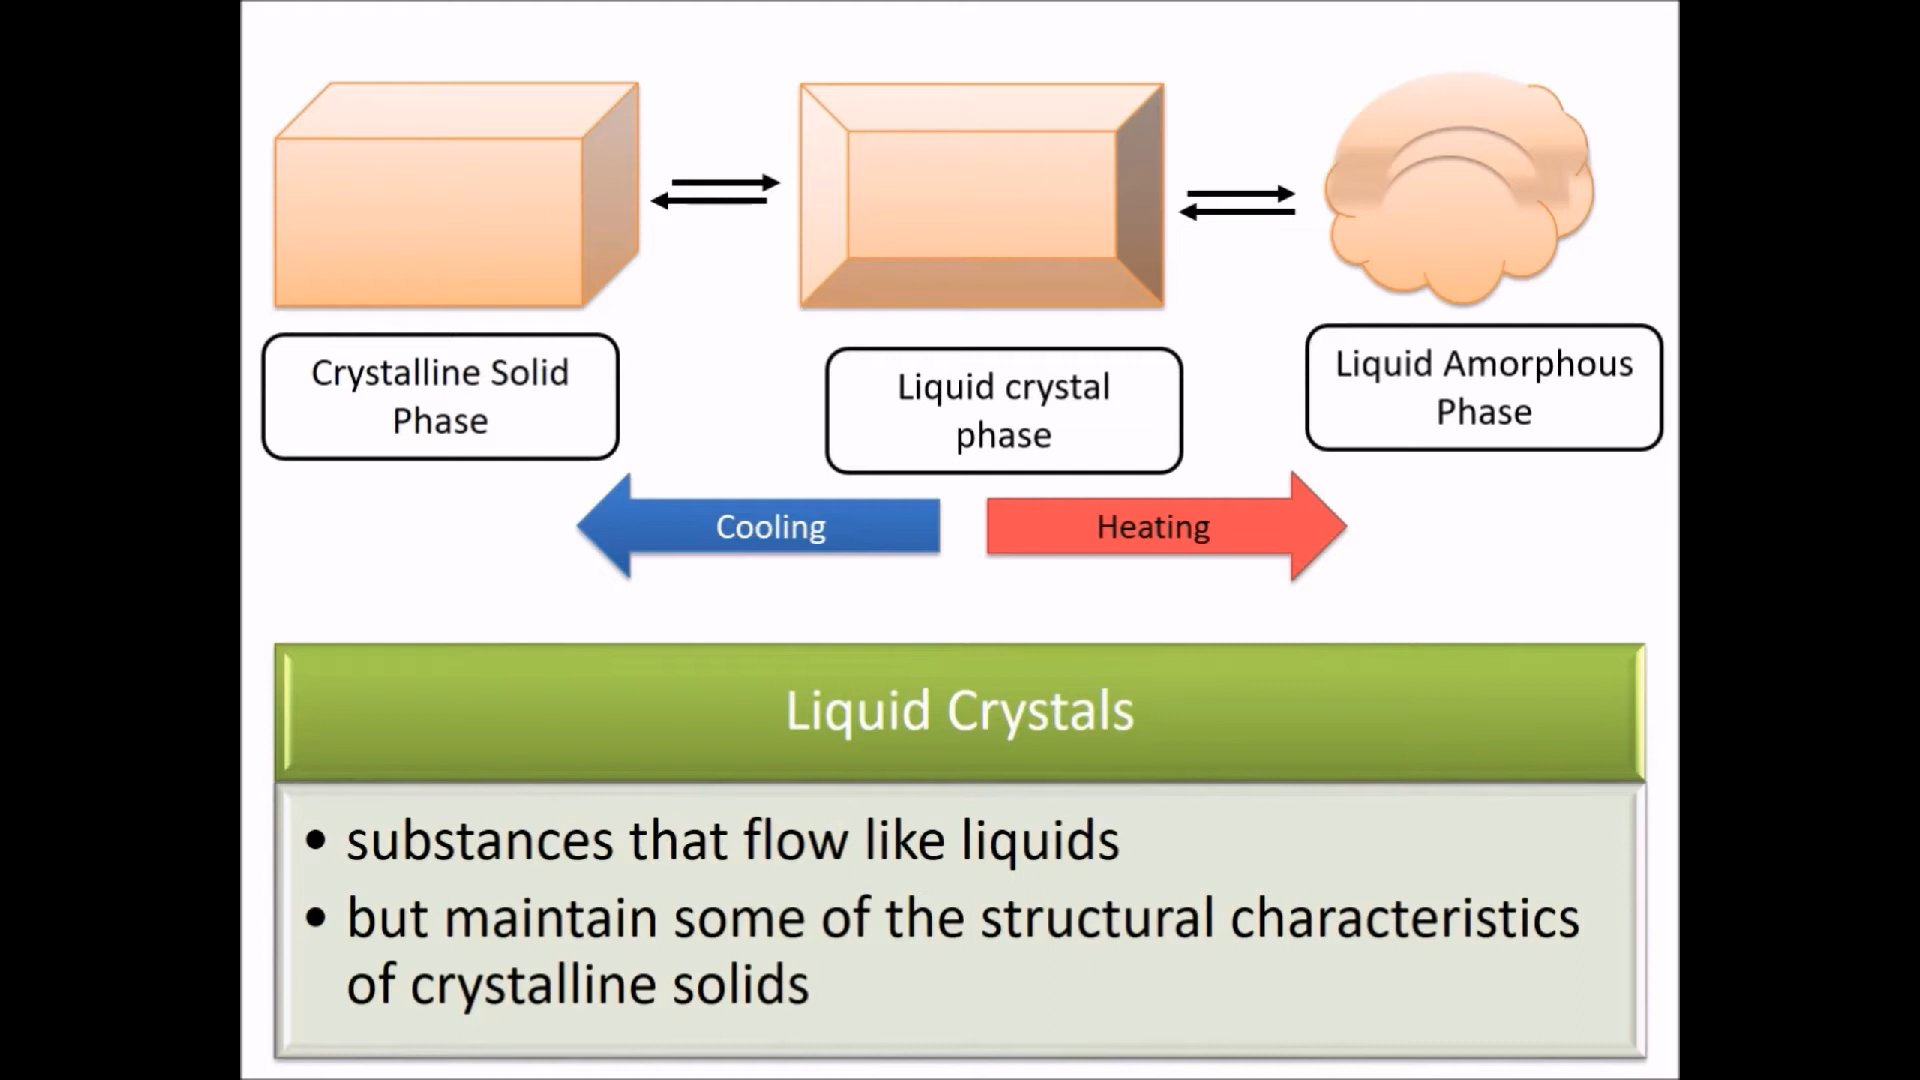 Crystalline Solid
Phase
Liquid crystal
phase
Liquid Amorphous
Phase
Cooling
Heating
Liquid Crystals
• substances that flow like liquids
• but maintain some of the structural characteristics
of crystalline solids